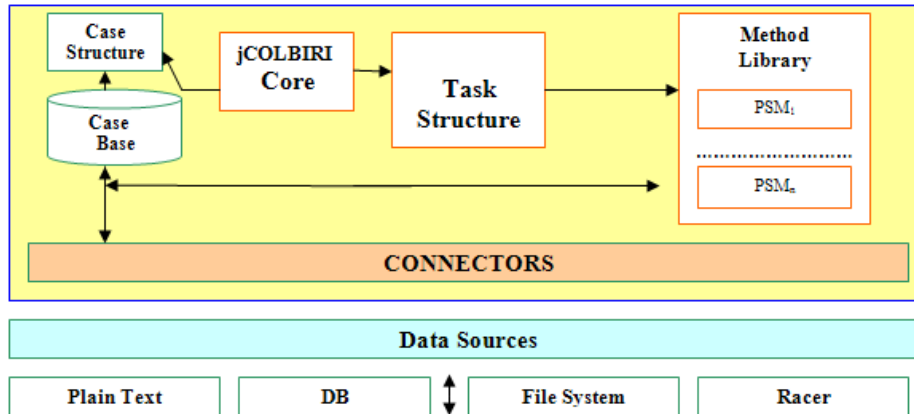 Case
Structure
jCOLBIRI
Core
Task
Structure
Method
Library
PSM₁
Case
Base
PSMₙ
CONNECTORS
Data Sources
Plain Text
DB
File System
Racer